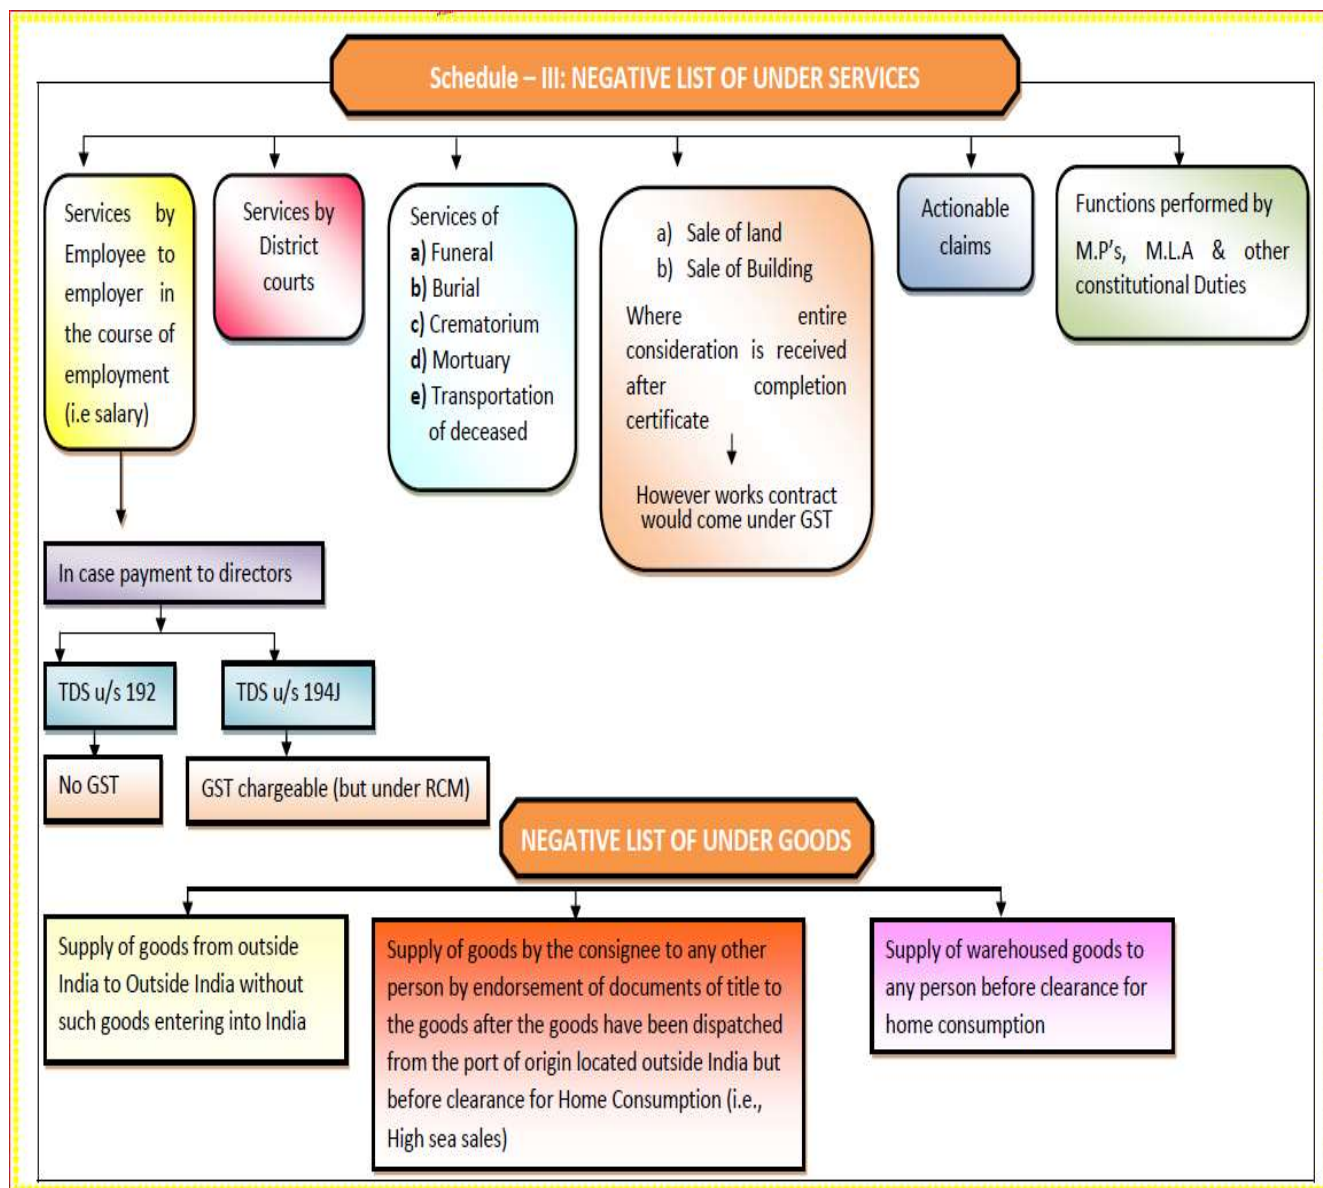 Schedule – III: NEGATIVE LIST OF UNDER SERVICES
Services by
Employee to
employer in
the course of
employment
(i.e salary)
Services by
District
courts
Services of
a) Funeral
b) Burial
c) Crematorium
d) Mortuary
e) Transportation
of deceased
a) Sale of land
b) Sale of Building
Where entire
consideration is received
after completion
certificate
However works contract
would come under GST
Actionable
claims
Functions performed by
M.P's, M.L.A & other
constitutional Duties
In case payment to directors
TDS u/s 192
TDS u/s 194J
No GST
GST chargeable (but under RCM)
NEGATIVE LIST OF UNDER GOODS
Supply of goods from outside
India to Outside India without
such goods entering into India
Supply of goods by the consignee to any other
person by endorsement of documents of title to
the goods after the goods have been dispatched
from the port of origin located outside India but
before clearance for Home Consumption (i.e.,
High sea sales)
Supply of warehoused goods to
any person before clearance for
home consumption